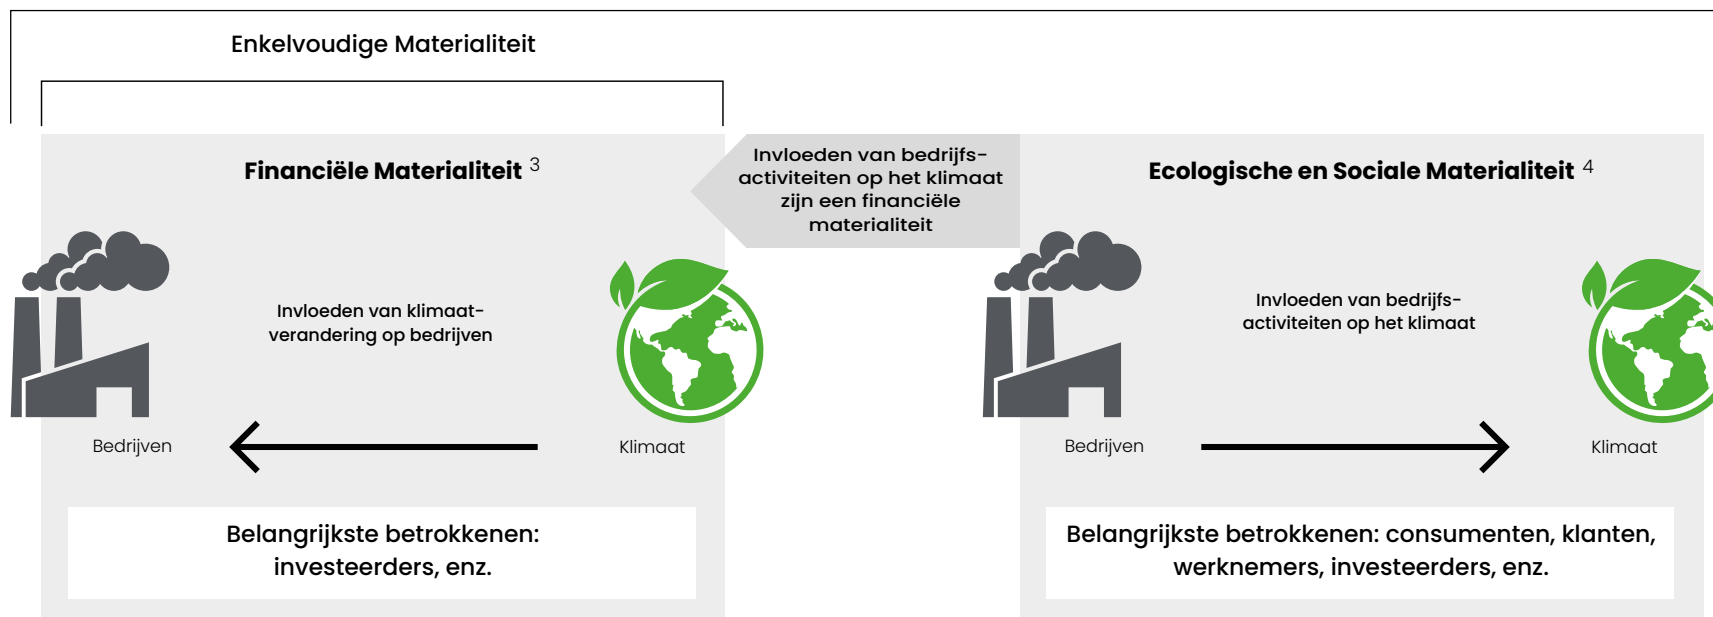 Enkelvoudige Materialiteit
Financiële Materialiteit 3
Invloeden van klimaat-
verandering op bedrijven
Bedrijven
Klimaat
Belangrijkste betrokkenen:
investeerders, enz.
Invloeden van bedrijfs-
activiteiten op het klimaat
zijn een financiële
materialiteit
Ecologische en Sociale Materialiteit 4
Invloeden van bedrijfs-
activiteiten op het klimaat
Bedrijven
Klimaat
Belangrijkste betrokkenen: consumenten, klanten,
werknemers, investeerders, enz.